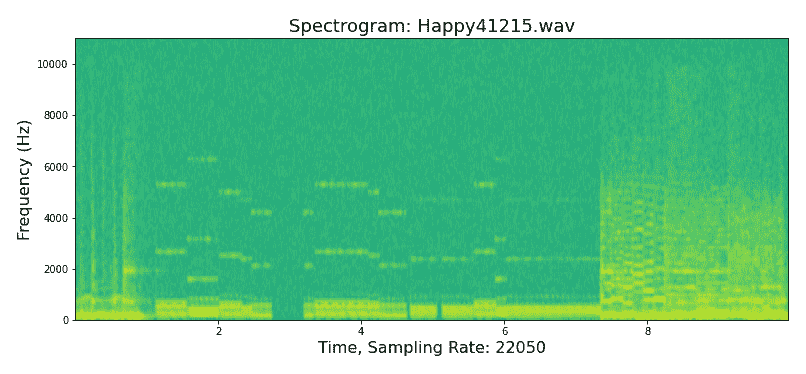 Spectrogram: Happy41215.wav
10000
8000
6000
4000
2000
0
Frequency (Hz)
2 4 6 8
Time, Sampling Rate: 22050